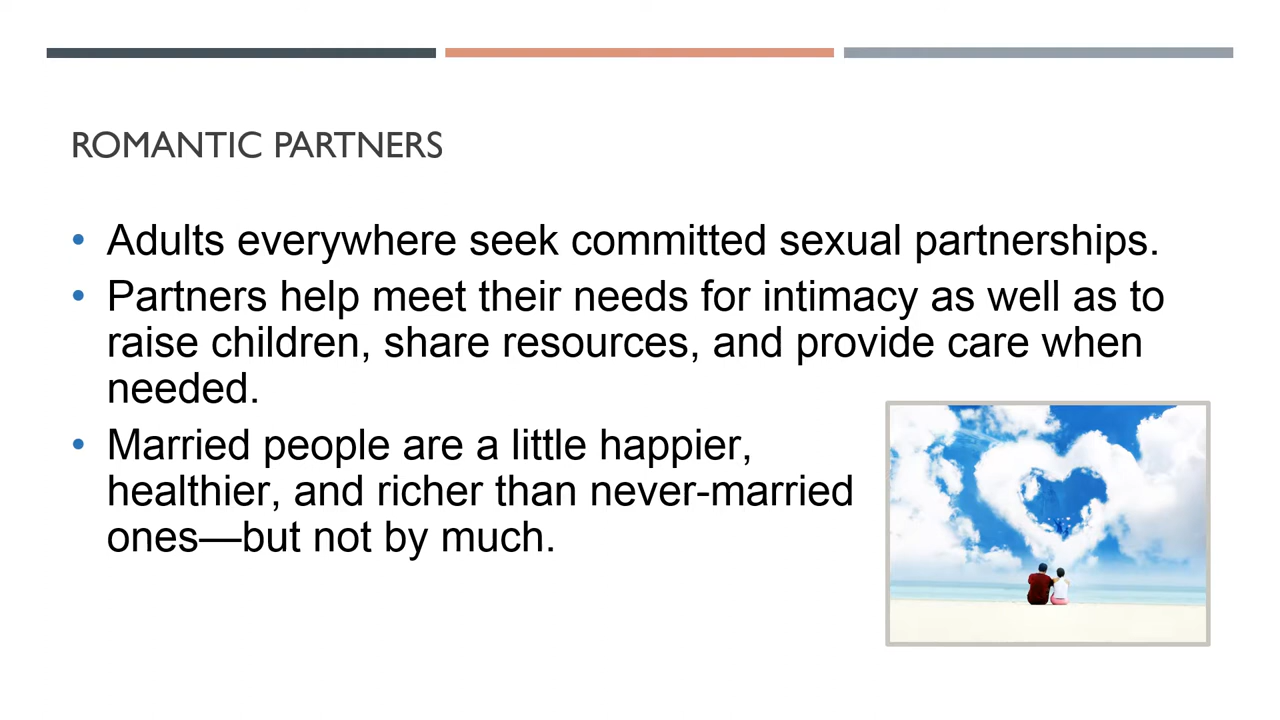 ROMANTIC PARTNERS
• Adults everywhere seek committed sexual partnerships.
• Partners help meet their needs for intimacy as well as to
raise children, share resources, and provide care when
needed.
• Married people are a little happier,
healthier, and richer than never-married
ones—but not by much.